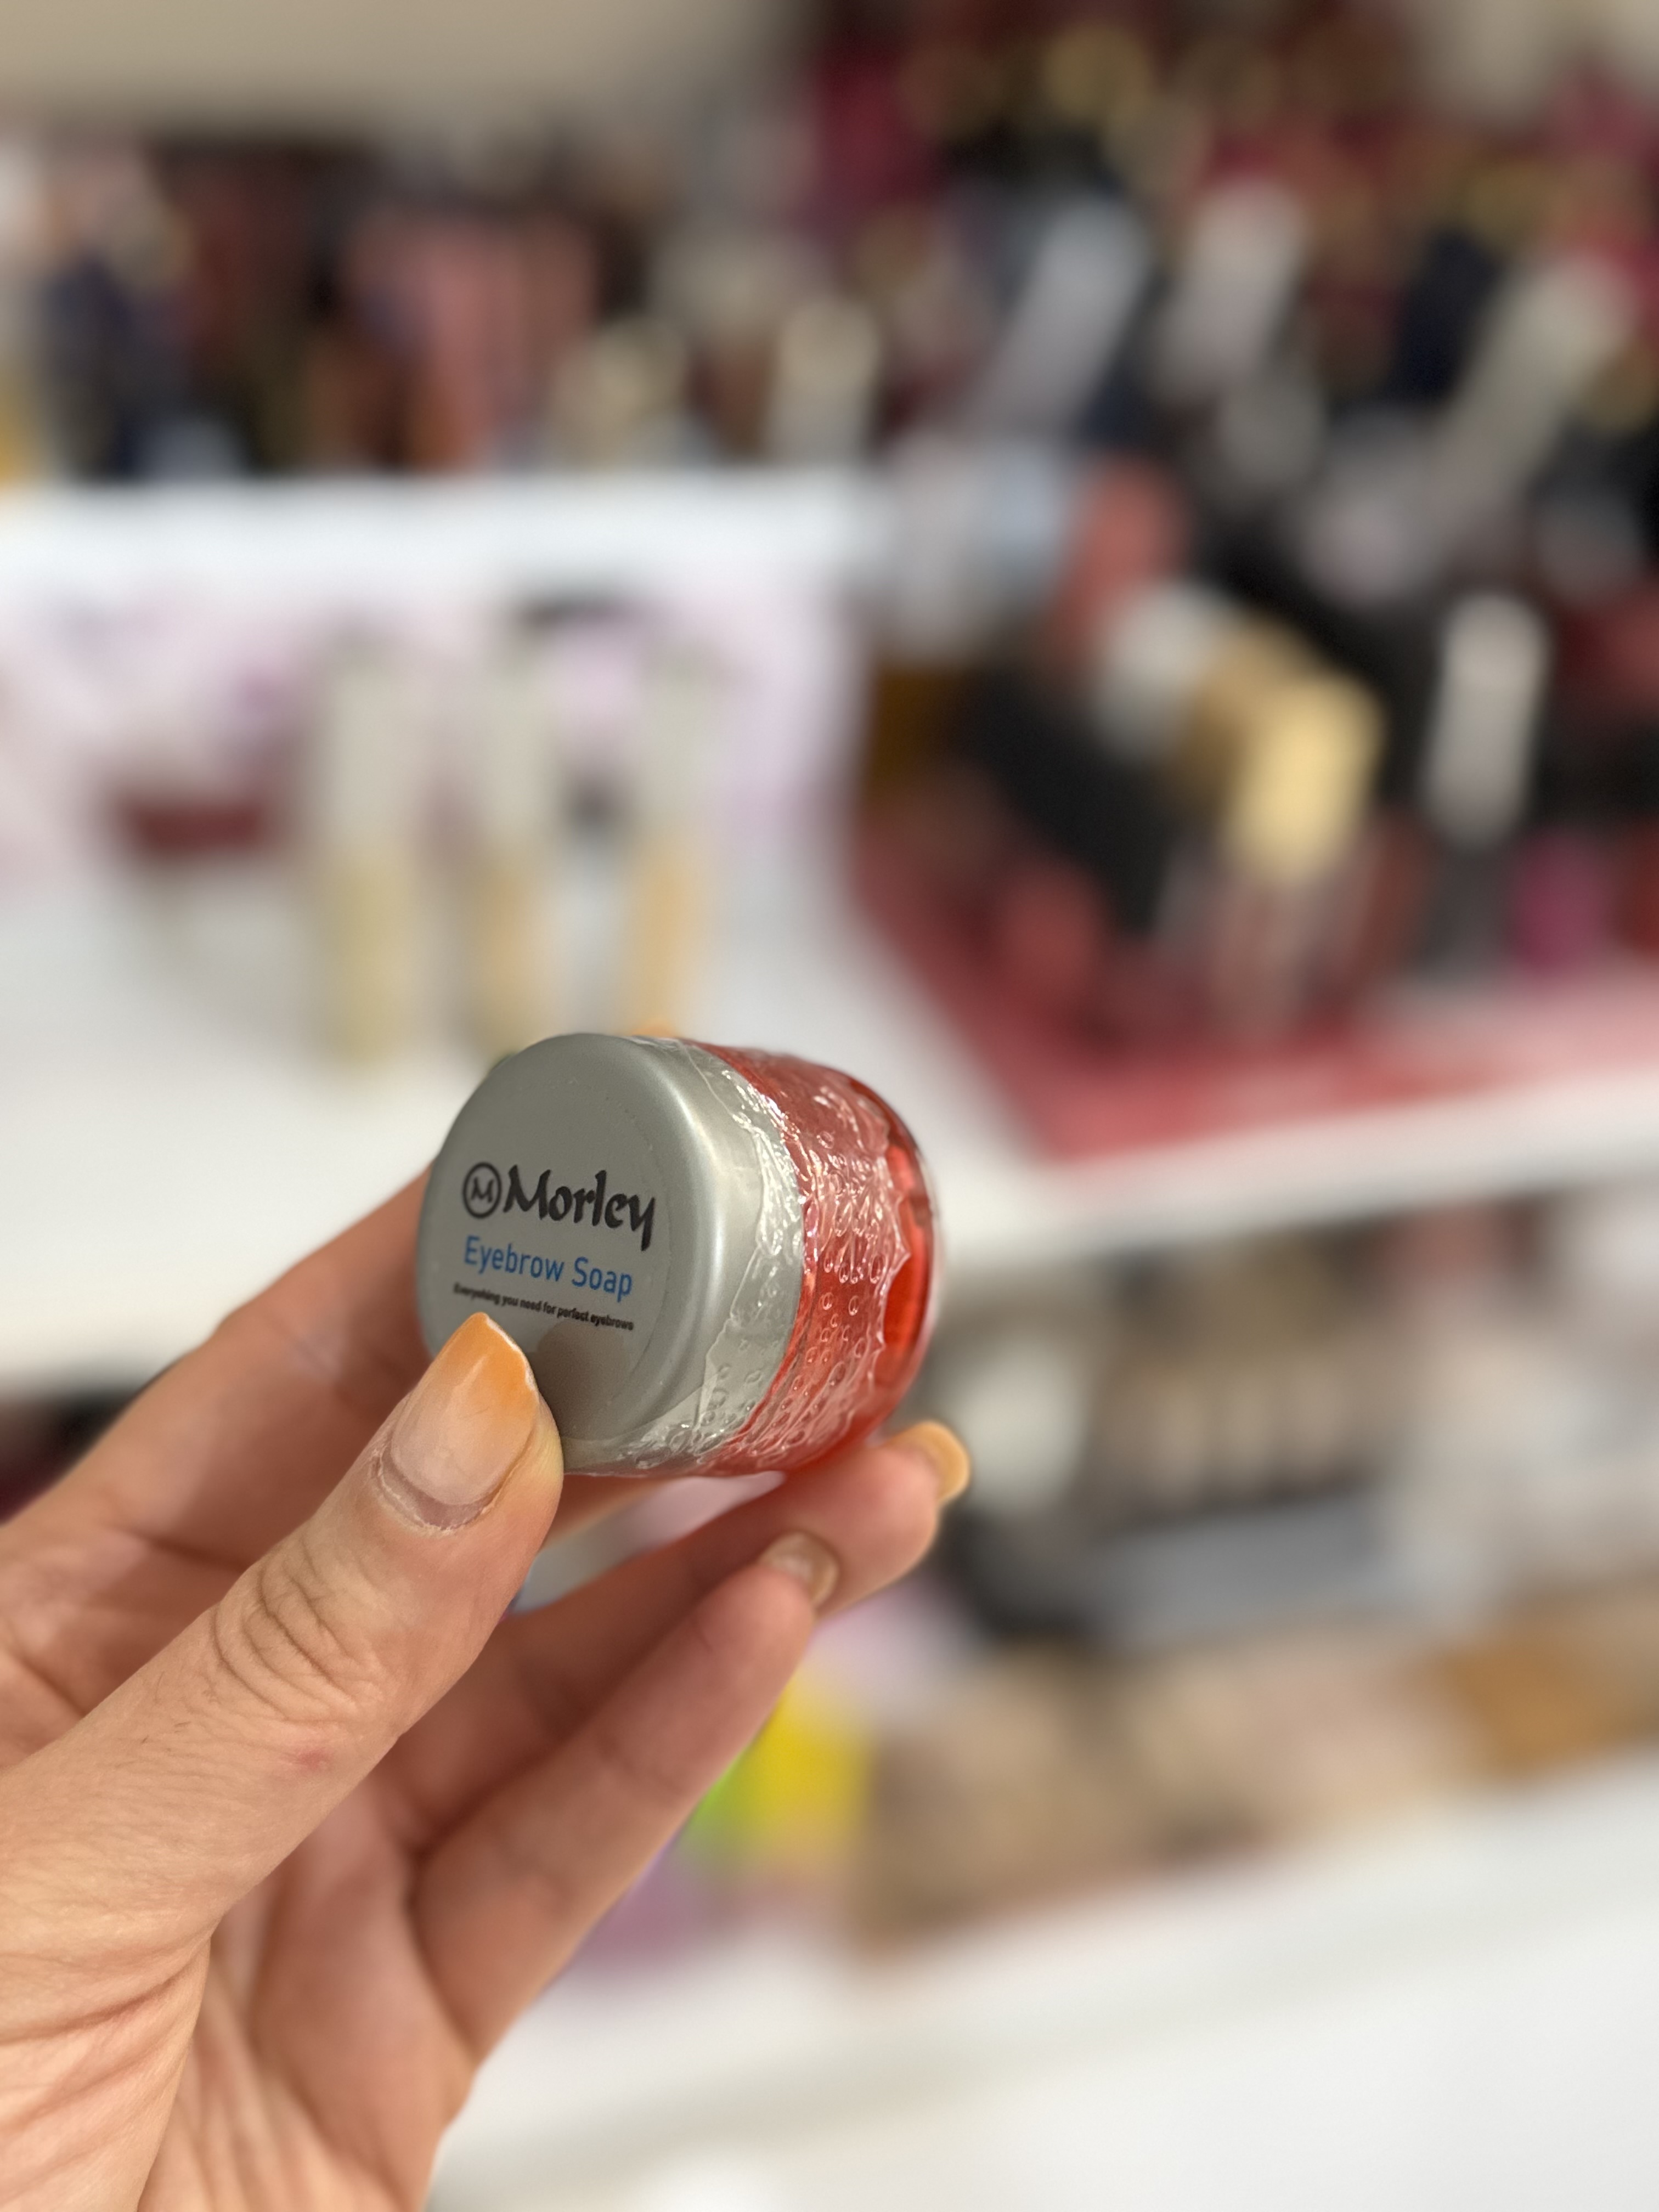 M Morley
Eyebrow Soap
Everything you need for perfect eyebrows